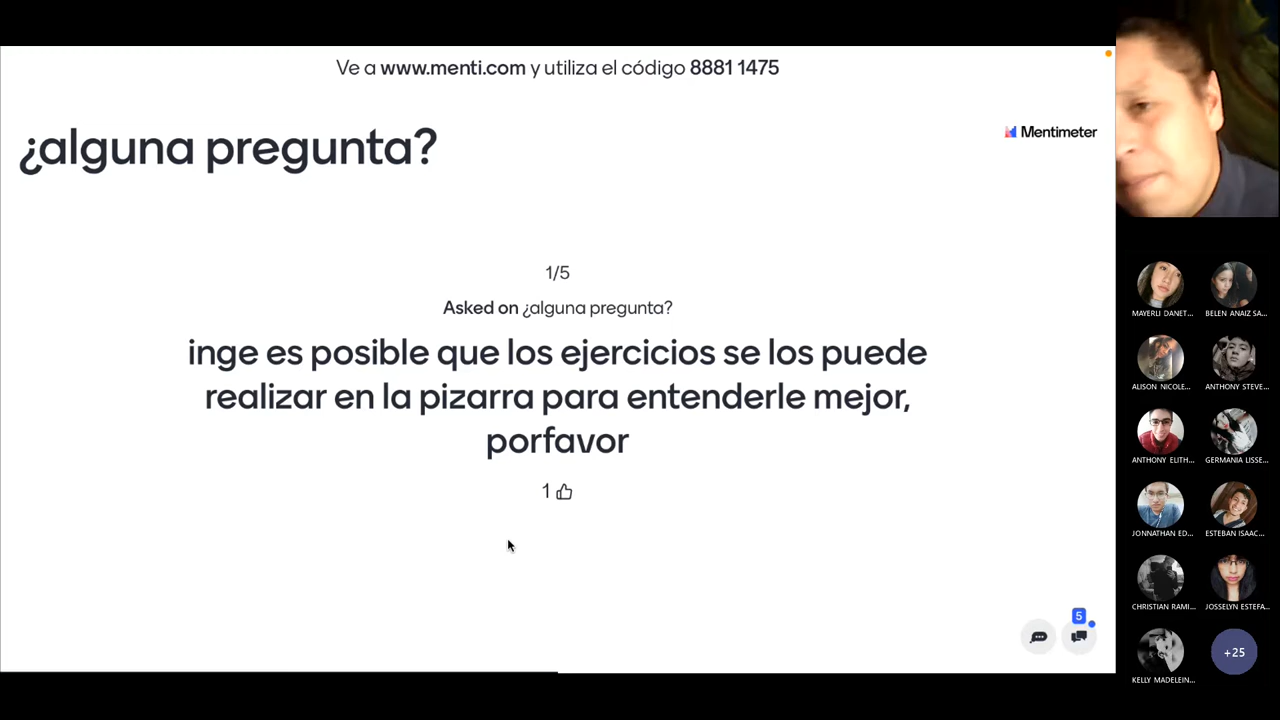 Ve a www.menti.com y utiliza el código 8881 1475
Mentimeter
¿alguna pregunta?
1/5
Asked on ¿alguna pregunta?
inge es posible que los ejercicios se los puede
realizar en la pizarra para entenderle mejor,
porfavor
1
5
MAYERLI DANET...
BELEN ANAIZ SA...
ALISON NICOLE...
ANTHONY STEVE...
ANTHONY ELITH...
GERMANIA LISSE...
JONNATHAN ED...
ESTEBAN ISAAC...
CHRISTIAN RAMI...
JOSSELYN ESTEFA...
KELLY MADELEIN...
+25